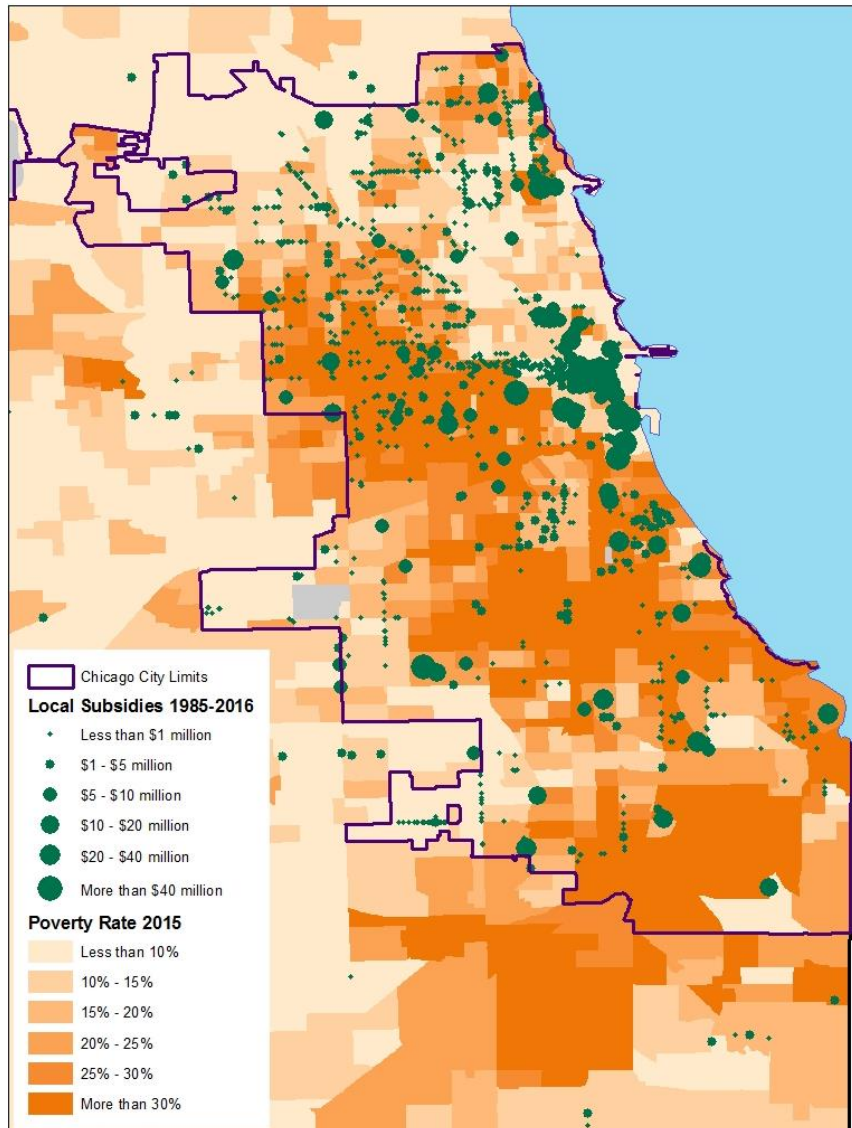 Chicago City Limits
Local Subsidies 1985-2016
Less than $1 million
$1 - $5 million
$5 - $10 million
$10 - $20 million
$20 - $40 million
More than $40 million
Poverty Rate 2015
Less than 10%
10% - 15%
15% - 20%
20% - 25%
25% - 30%
More than 30%